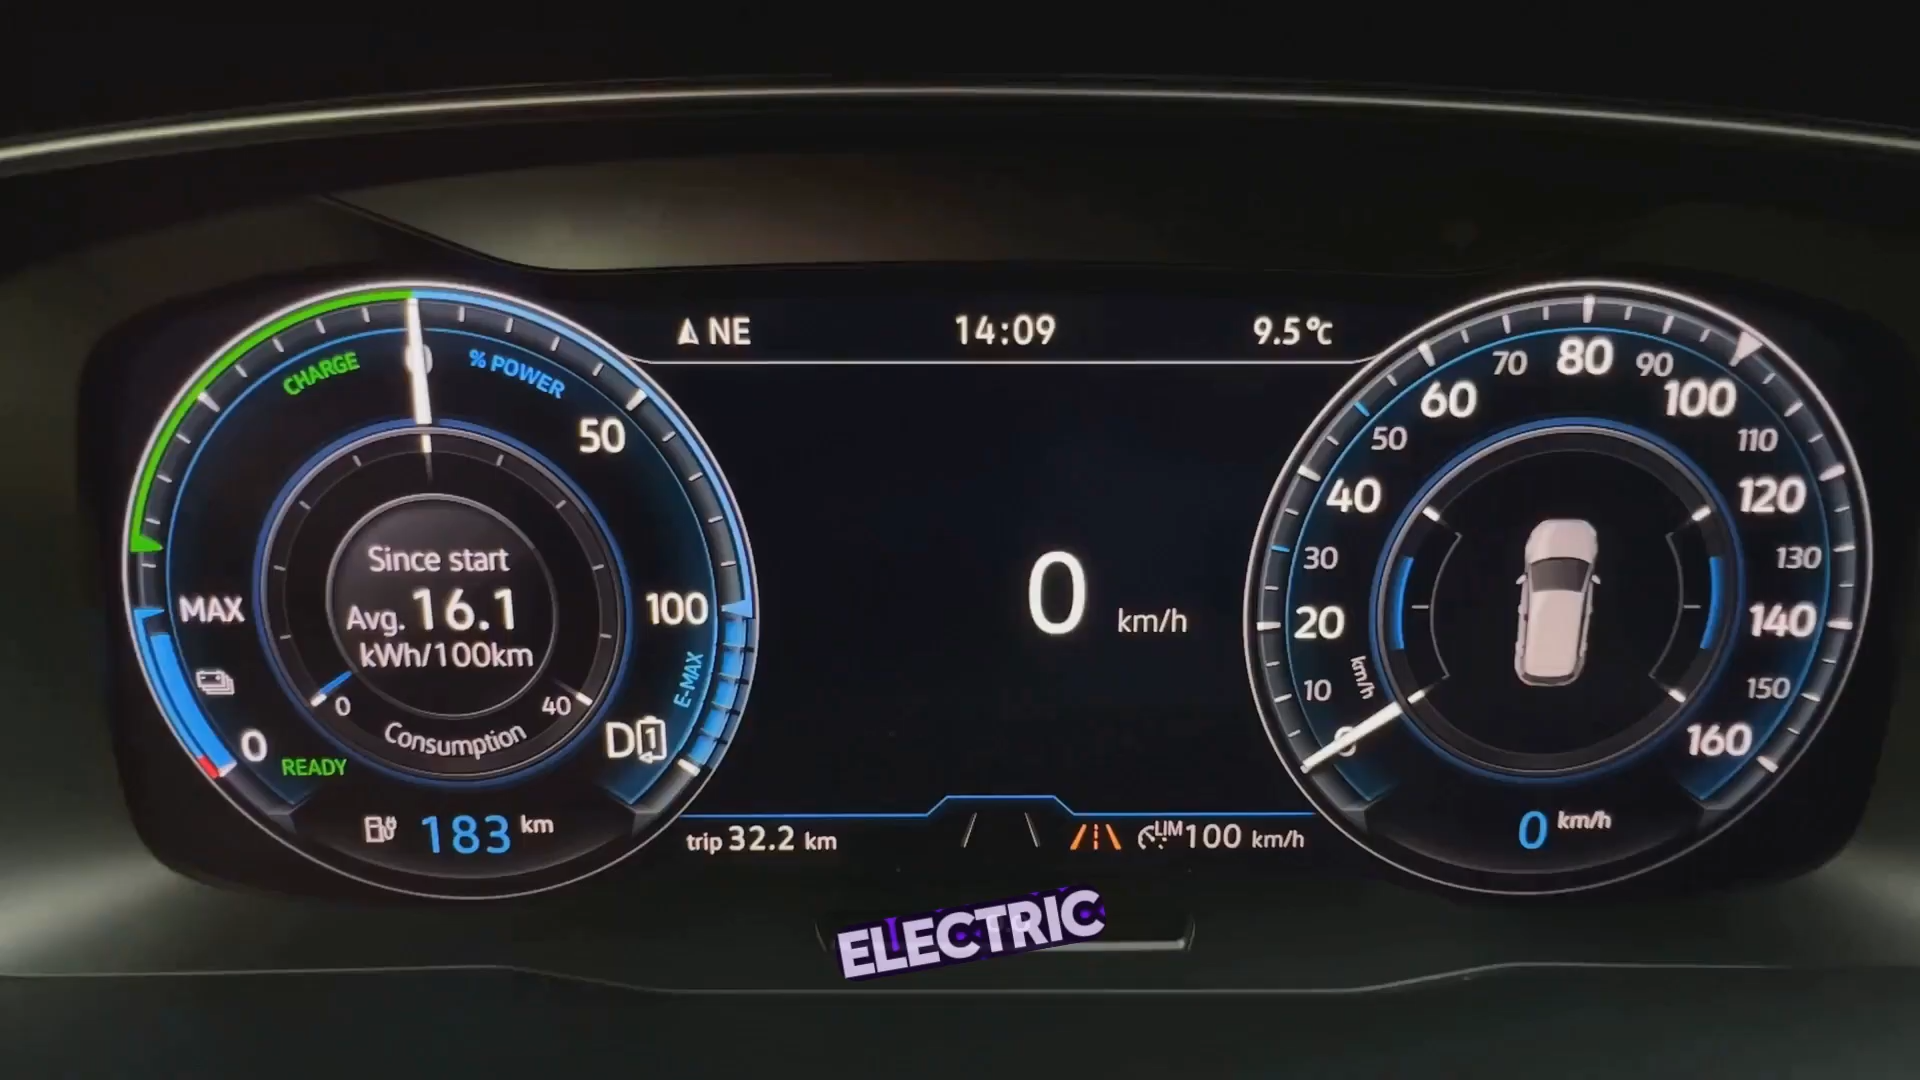 NE
14:09
9.5°C
CHARGE
% POWER
0
50
100
E-MAX
MAX
0
READY
Since start
Avg. 16.1
kWh/100km
0
40
Consumption
D1
183 km
0 km/h
trip 32.2 km
LIM 100 km/h
0
10
20
30
40
50
60
70
80
90
100
110
120
130
140
150
160
km/h
0 km/h
ELECTRIC